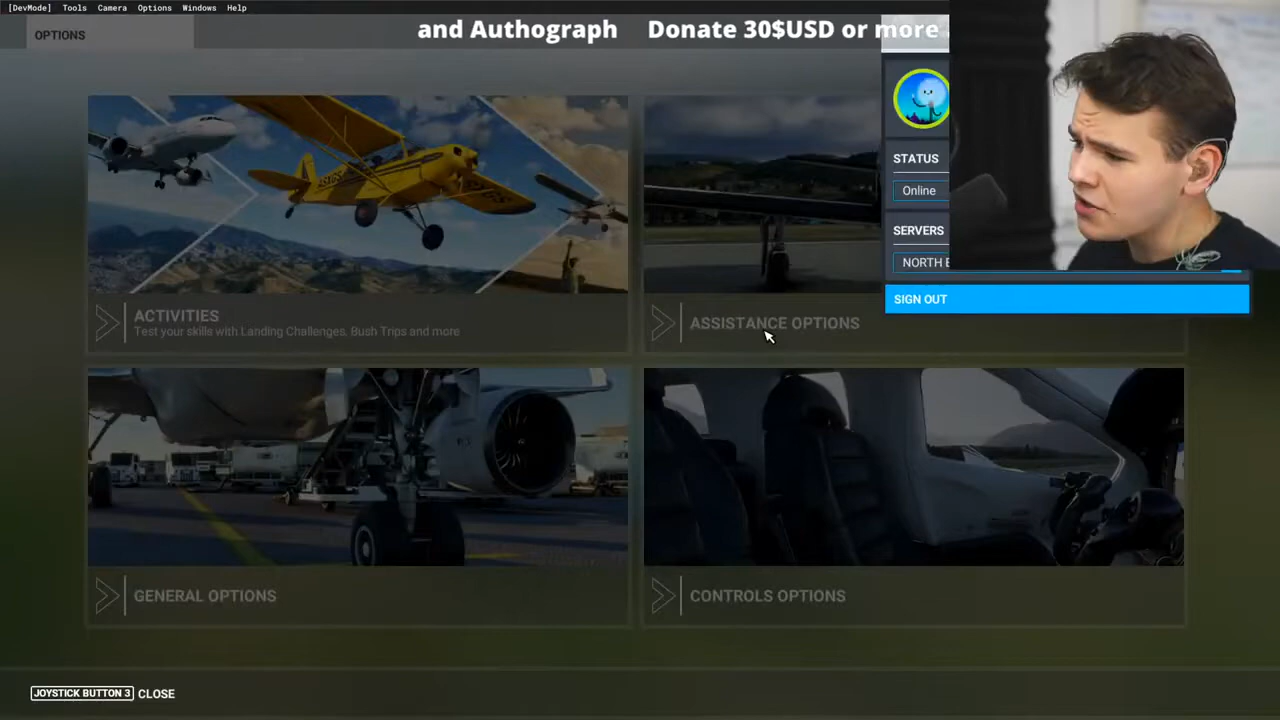 [DevMode] Tools Camera Options Windows Help
OPTIONS
and Authograph Donate 30$USD or more
STATUS
Online
SERVERS
NORTH
SIGN OUT
ACTIVITIES
Test your skills with Landing Challenges, Bush Trips and more
ASSISTANCE OPTIONS
GENERAL OPTIONS
CONTROLS OPTIONS
JOYSTICK BUTTON 3 CLOSE